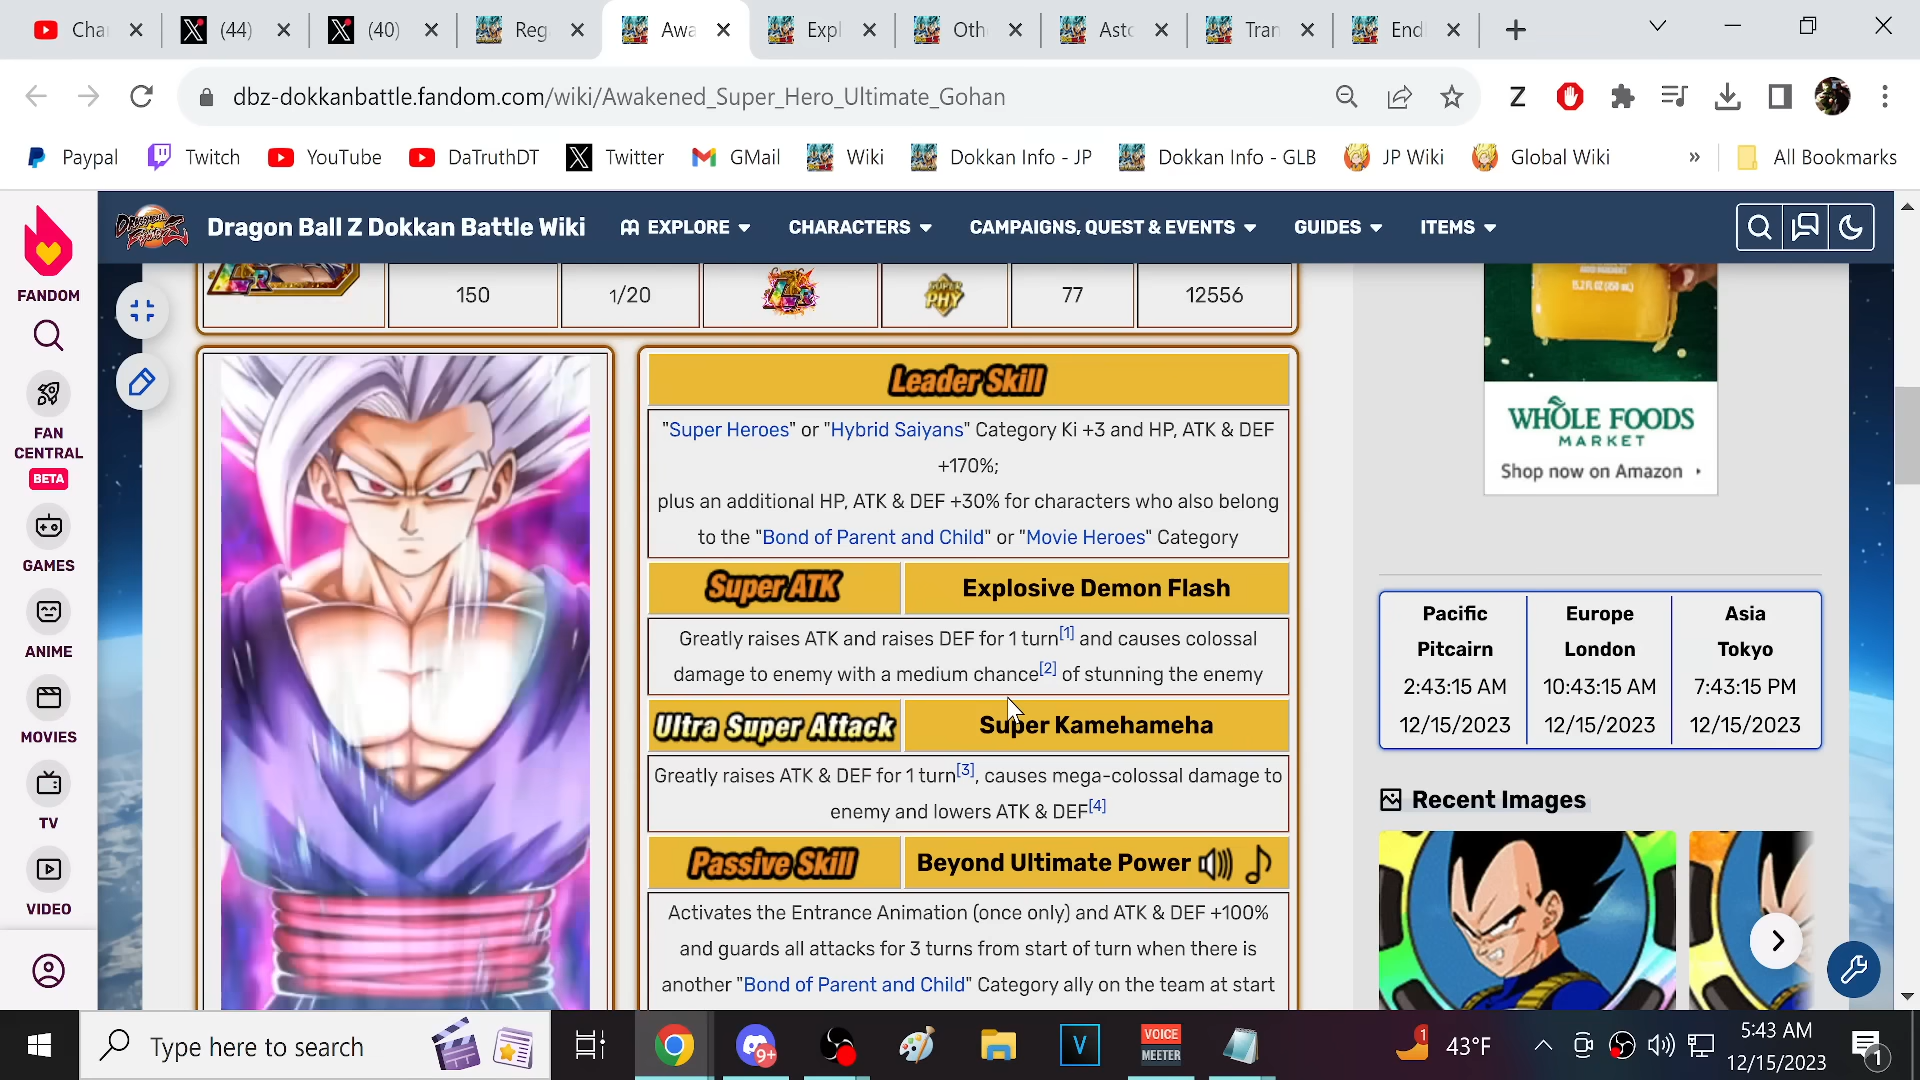 Cha
(44)
(40)
Reg
Awa
Expl
Oth
Asto
Tran
End
dbz-dokkanbattle.fandom.com/wiki/Awakened_Super_Hero_Ultimate_Gohan
Z
Paypal
Twitch
YouTube
DaTruthDT
Twitter
GMail
Wiki
Dokkan Info - JP
Dokkan Info - GLB
JP Wiki
Global Wiki
»
All Bookmarks
Dragon Ball Z Dokkan Battle Wiki
EXPLORE
CHARACTERS
CAMPAIGNS, QUEST & EVENTS
GUIDES
ITEMS
FANDOM
FAN
CENTRAL
BETA
GAMES
ANIME
MOVIES
TV
VIDEO
LR
150
1/20
LR
SUPER
PHY
77
12556
Leader Skill
"Super Heroes" or "Hybrid Saiyans" Category Ki +3 and HP, ATK & DEF
+170%;
plus an additional HP, ATK & DEF +30% for characters who also belong
to the "Bond of Parent and Child" or "Movie Heroes" Category
Super ATK
Explosive Demon Flash
Greatly raises ATK and raises DEF for 1 turn[1] and causes colossal
damage to enemy with a medium chance[2] of stunning the enemy
Ultra Super Attack
Super Kamehameha
Greatly raises ATK & DEF for 1 turn[3], causes mega-colossal damage to
enemy and lowers ATK & DEF[4]
Passive Skill
Beyond Ultimate Power
Activates the Entrance Animation (once only) and ATK & DEF +100%
and guards all attacks for 3 turns from start of turn when there is
another "Bond of Parent and Child" Category ally on the team at start
WHOLE FOODS
MARKET
Shop now on Amazon
Pacific
Pitcairn
2:43:15 AM
12/15/2023
Europe
London
10:43:15 AM
12/15/2023
Asia
Tokyo
7:43:15 PM
12/15/2023
Recent Images
Type here to search
9+
V
VOICE
MEETER
1
43°F
5:43 AM
12/15/2023
1